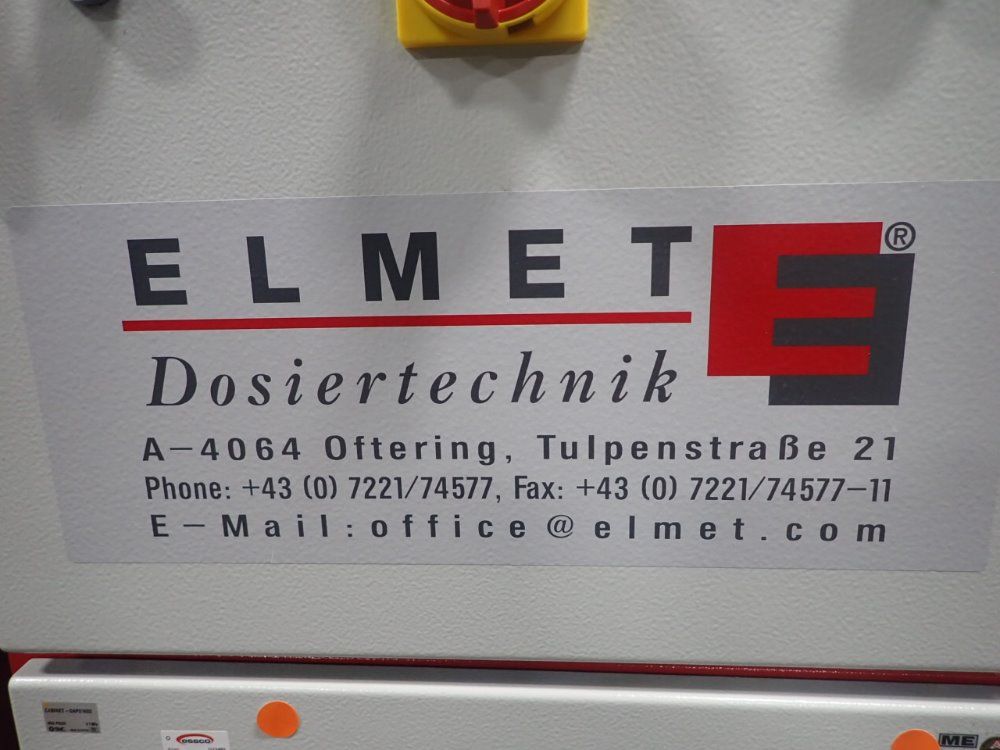 ELMET ®
Dosiertechnik
A-4064 Oftering, Tulpenstraße 21
Phone: +43 (0) 7221/74577, Fax: +43 (0) 7221/74577-11
E-Mail: office@elmet.com
ME